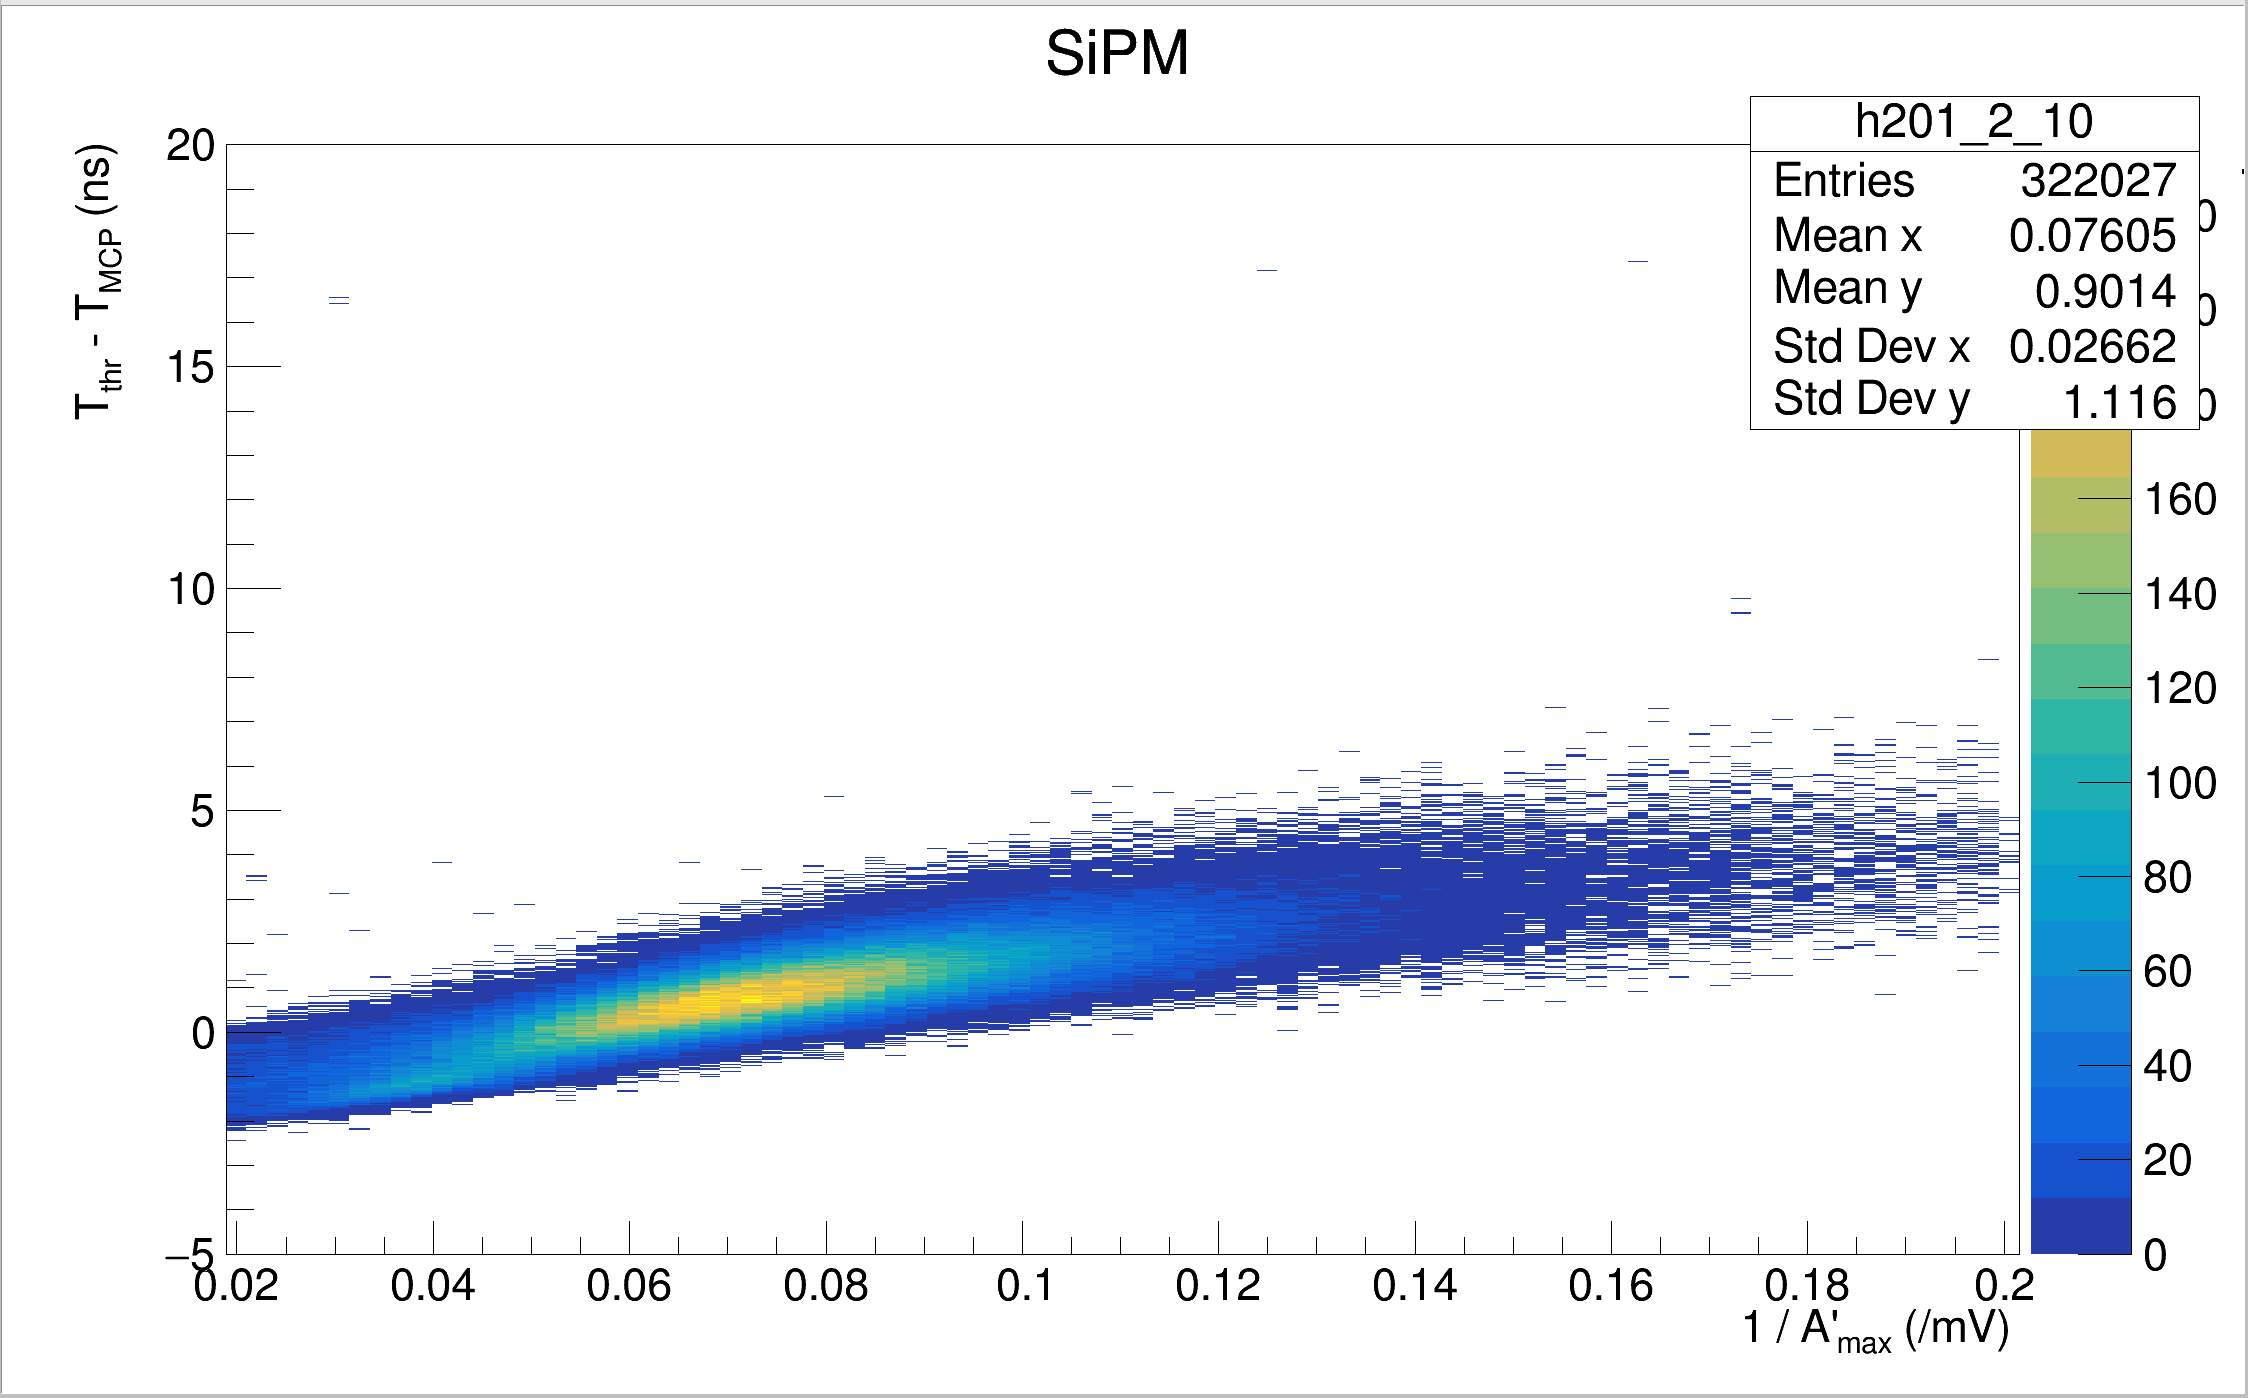 SiPM
h201_2_10
Entries 322027
Mean x 0.07605
Mean y 0.9014
Std Dev x 0.02662
Std Dev y 1.116
T_thr - T_MCP (ns)
20
15
10
5
0
−5
0.02 0.04 0.06 0.08 0.1 0.12 0.14 0.16 0.18 0.2
1 / A'_max (/mV)
160
140
120
100
80
60
40
20
0